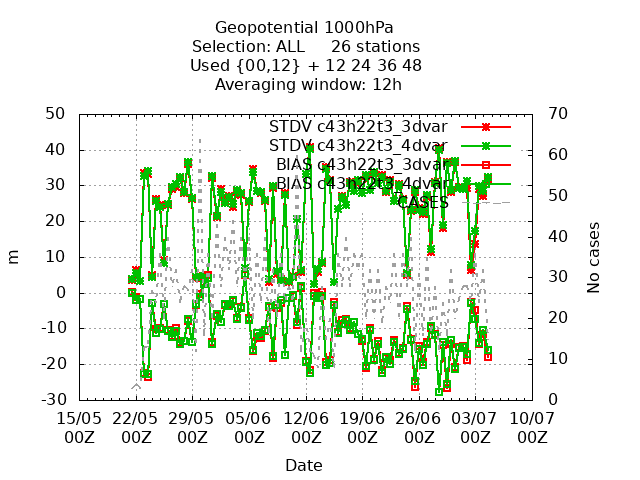 Geopotential 1000hPa
Selection: ALL     26 stations
Used {00,12} + 12 24 36 48
Averaging window: 12h
STDV c43h22t3_3dvar
STDV c43h22t3_4dvar
BIAS c43h22t3_3dvar
BIAS c43h22t3_4dvar
CASES
50
40
30
20
10
0
-10
-20
-30
m
70
60
50
40
30
20
10
0
No cases
15/05 22/05 29/05 05/06 12/06 19/06 26/06 03/07 10/07
00Z 00Z 00Z 00Z 00Z 00Z 00Z 00Z 00Z
Date